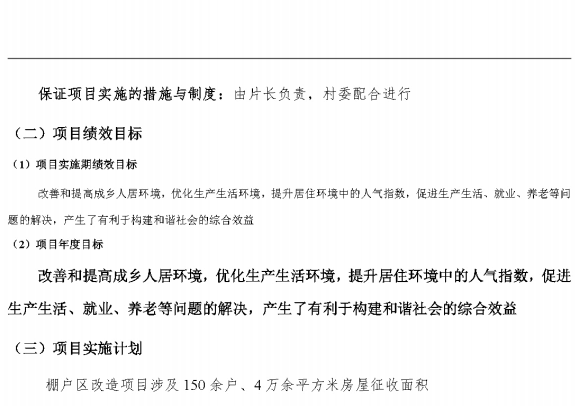 保证项目实施的措施与制度：由片长负责，村委配合进行
（二）项目绩效目标
（1）项目实施期绩效目标
改善和提高成乡人居环境，优化生产生活环境，提升居住环境中的人气指数，促进生产生活、就业、养老等问
题的解决，产生了有利于构建和谐社会的综合效益
（2）项目年度目标
改善和提高成乡人居环境，优化生产生活环境，提升居住环境中的人气指数，促进
生产生活、就业、养老等问题的解决，产生了有利于构建和谐社会的综合效益
（三）项目实施计划
棚户区改造项目涉及 150 余户、4 万余平方米房屋征收面积